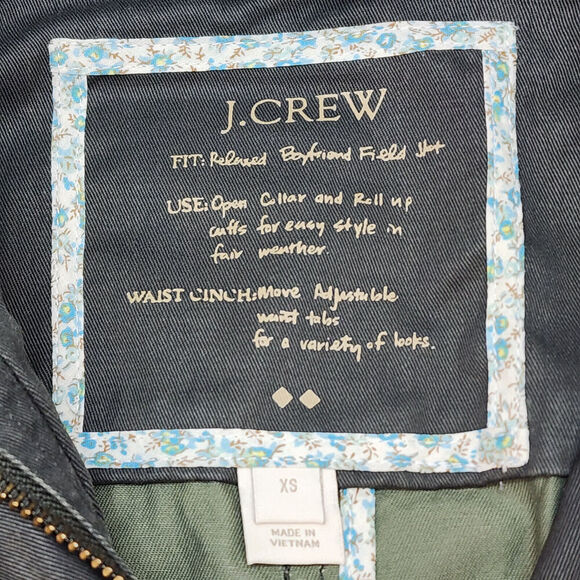 J.CREW
FIT: Relaxed Boyfriend Field
USE: Open Collar and Roll up
cuffs for easy style in
fair weather.
WAIST CINCH: Move Adjustable
waist tabs
for a variety of looks.
XS
MADE IN
VIETNAM